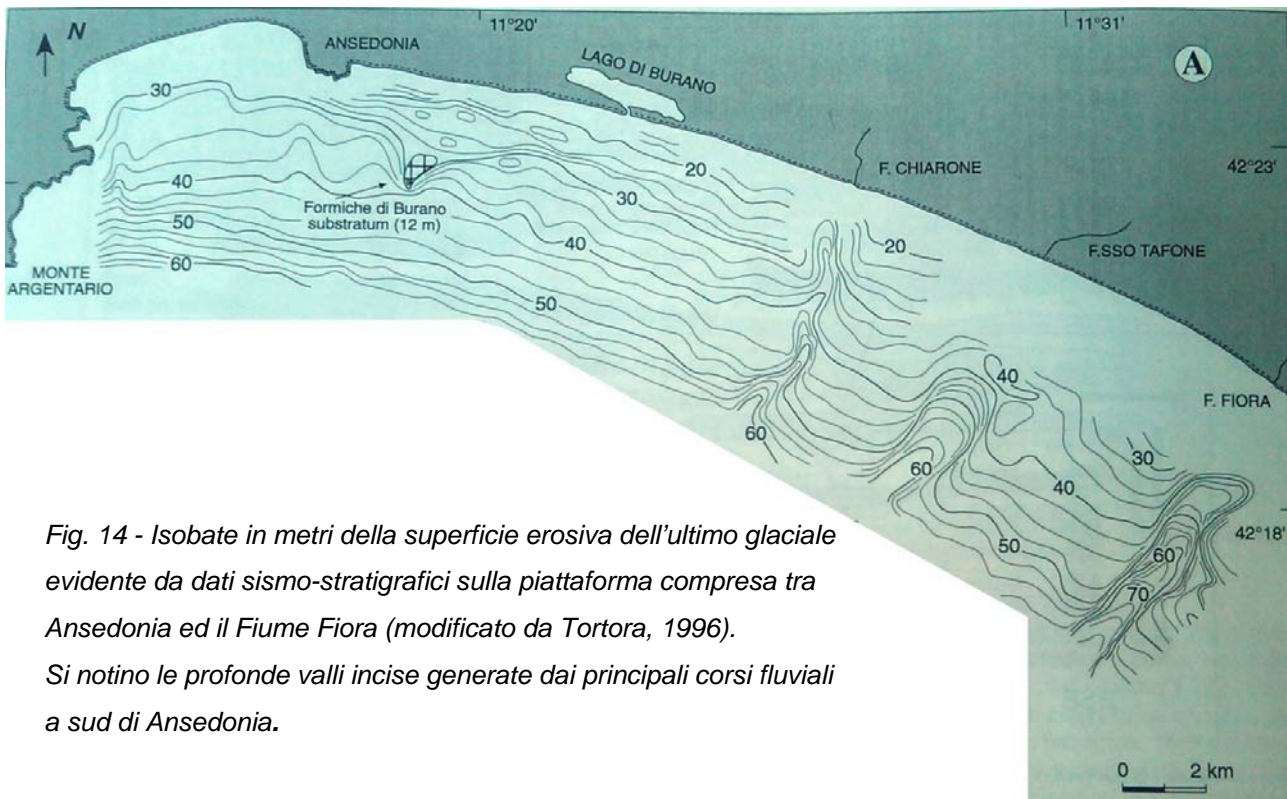 N
11°20'
11°31'
ANSEDONIA
LAGO DI BURANO
A
30
20
F. CHIARONE
42°23'
40
30
Formiche di Burano
substratum (12 m)
50
40
20
F.SSO TAFONE
60
MONTE
ARGENTARIO
50
40
F. FIORA
60
60
30
40
50
60
42°18'
70
Fig. 14 - Isobate in metri della superficie erosiva dell'ultimo glaciale
evidente da dati sismo-stratigrafici sulla piattaforma compresa tra
Ansedonia ed il Fiume Fiora (modificato da Tortora, 1996).
Si notino le profonde valli incise generate dai principali corsi fluviali
a sud di Ansedonia.
0 2 km